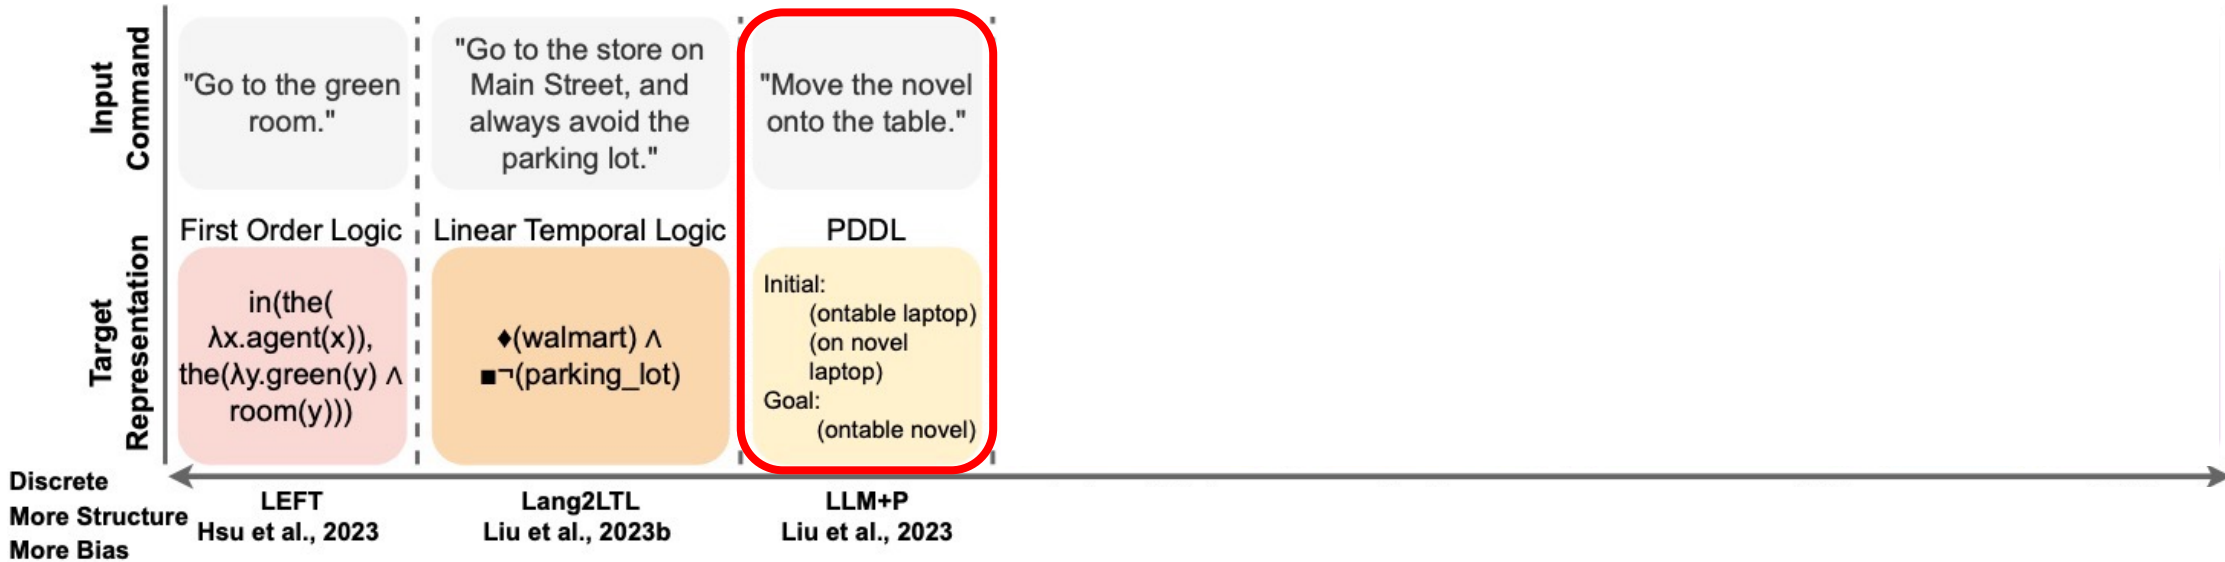 Input
Command
"Go to the green
room."
"Go to the store on
Main Street, and
always avoid the
parking lot."
"Move the novel
onto the table."
Target
Representation
First Order Logic
in(the(
λx.agent(x)),
the(λy.green(y) ∧
room(y)))
Linear Temporal Logic
♦(walmart) ∧
■¬(parking_lot)
PDDL
Initial:
(ontable laptop)
(on novel
laptop)
Goal:
(ontable novel)
Discrete
More Structure
More Bias
LEFT
Hsu et al., 2023
Lang2LTL
Liu et al., 2023b
LLM+P
Liu et al., 2023